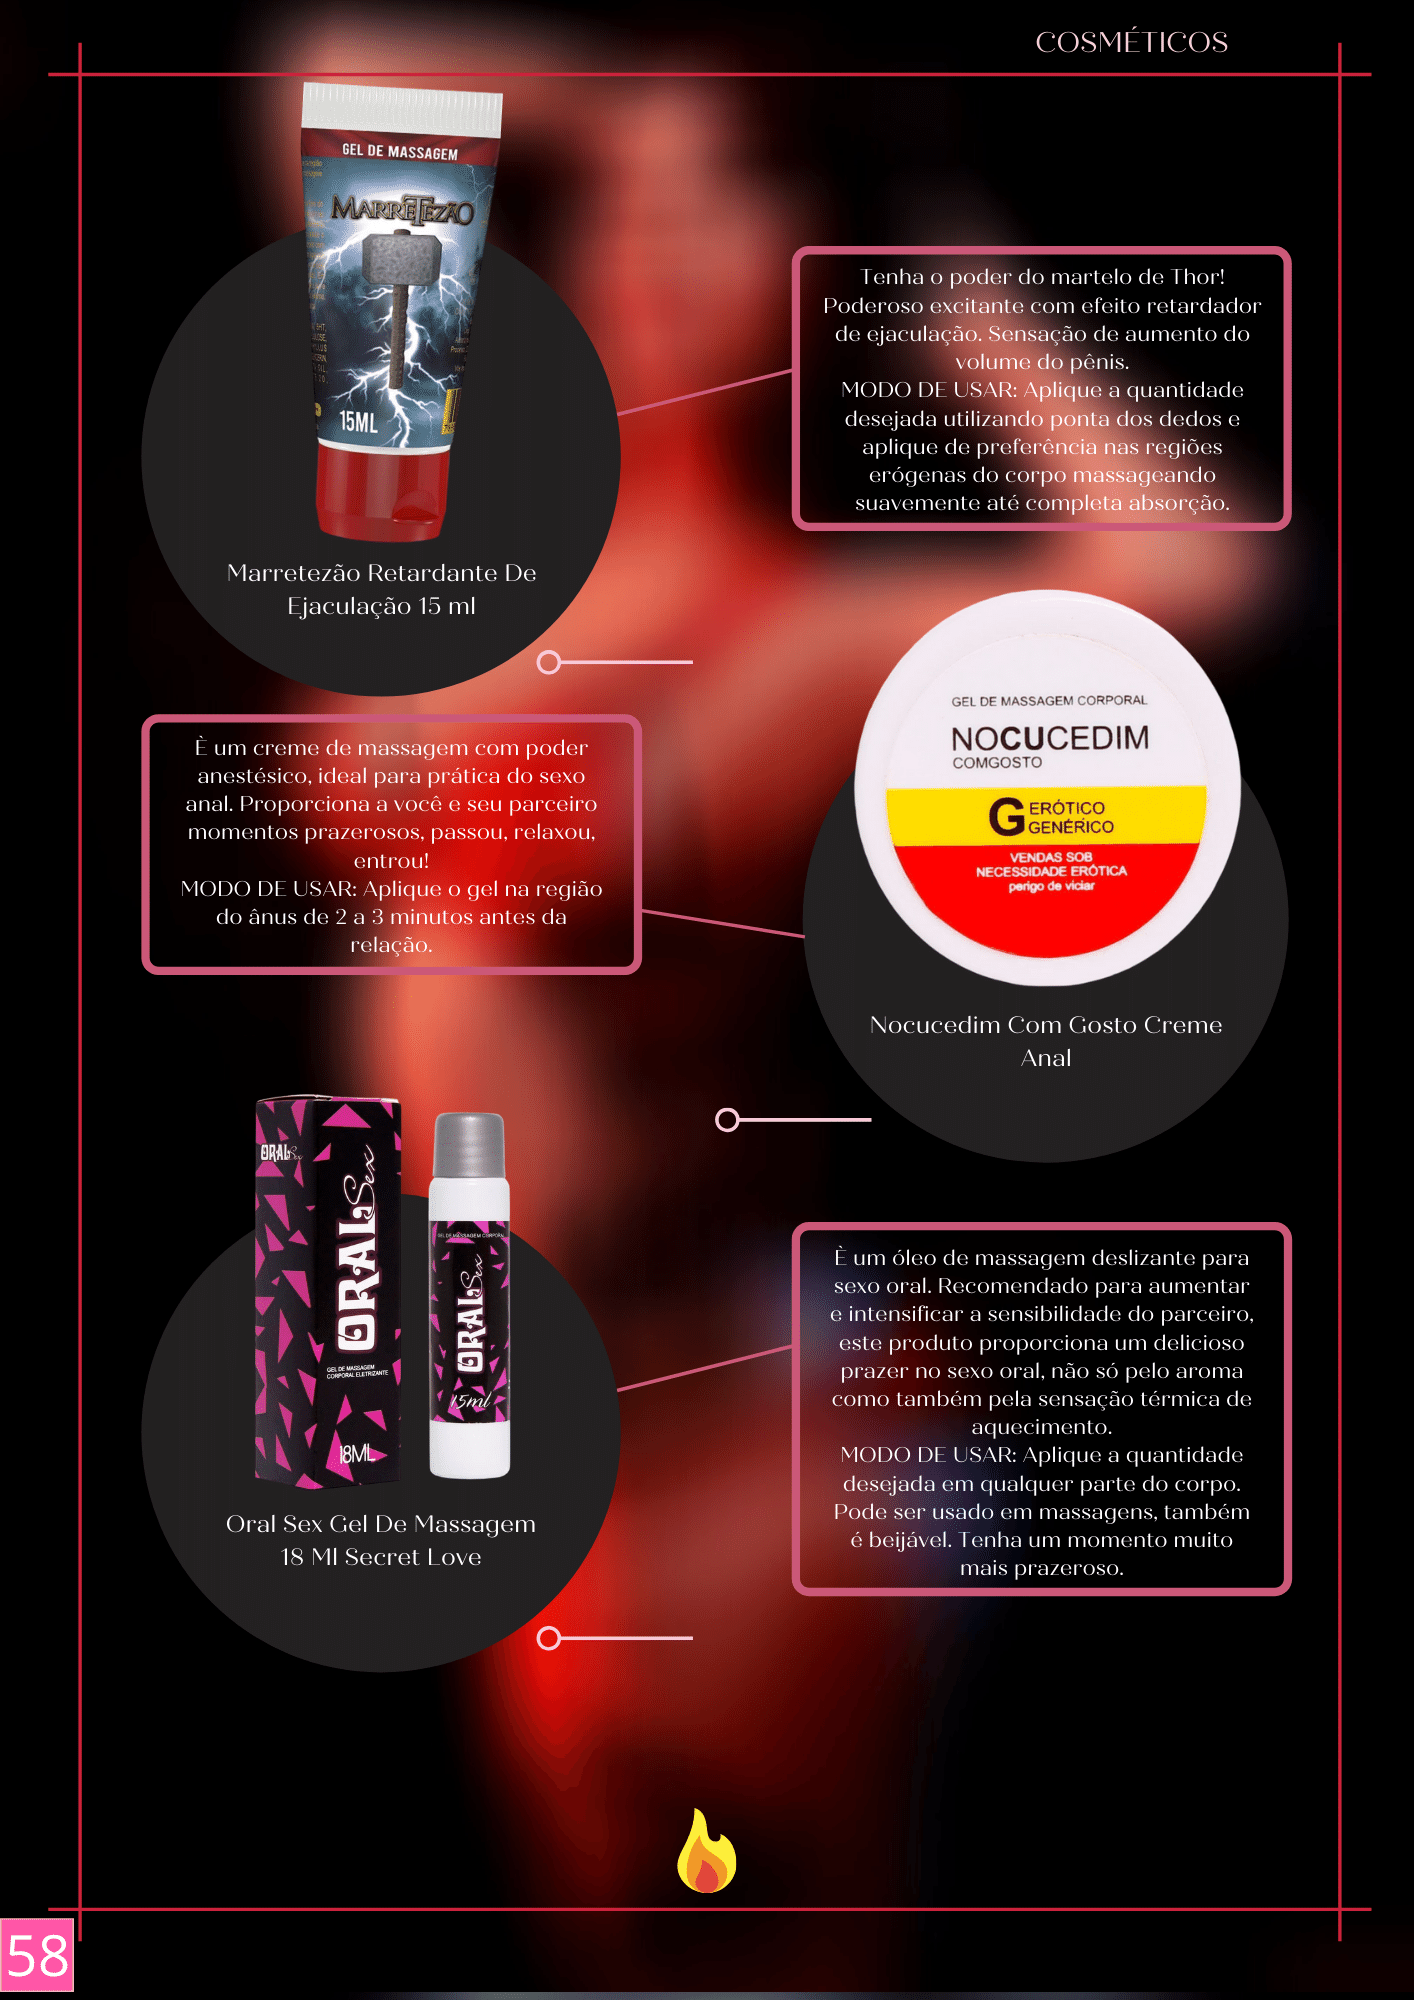 COSMÉTICOS
GEL DE MASSAGEM
MARRETEZÃO
15ML
Marretezão Retardante De
Ejaculação 15 ml
Tenha o poder do martelo de Thor!
Poderoso excitante com efeito retardador
de ejaculação. Sensação de aumento do
volume do pênis.
MODO DE USAR: Aplique a quantidade
desejada utilizando ponta dos dedos e
aplique de preferência nas regiões
erógenas do corpo massageando
suavemente até completa absorção.
È um creme de massagem com poder
anestésico, ideal para prática do sexo
anal. Proporciona a você e seu parceiro
momentos prazerosos, passou, relaxou,
entrou!
MODO DE USAR: Aplique o gel na região
do ânus de 2 a 3 minutos antes da
relação.
GEL DE MASSAGEM CORPORAL
NOCUCEDIM
COMGOSTO
G ERÓTICO
GENÉRICO
VENDAS SOB
NECESSIDADE ERÓTICA
perigo de viciar
Nocucedim Com Gosto Creme
Anal
ORAL Sex
ORAL Sex
GEL DE MASSAGEM
CORPORAL ELETRIZANTE
18ML
GEL DE MASSAGEM CORPORAL
ORAL Sex
15ml
Oral Sex Gel De Massagem
18 Ml Secret Love
È um óleo de massagem deslizante para
sexo oral. Recomendado para aumentar
e intensificar a sensibilidade do parceiro,
este produto proporciona um delicioso
prazer no sexo oral, não só pelo aroma
como também pela sensação térmica de
aquecimento.
MODO DE USAR: Aplique a quantidade
desejada em qualquer parte do corpo.
Pode ser usado em massagens, também
é beijável. Tenha um momento muito
mais prazeroso.
58